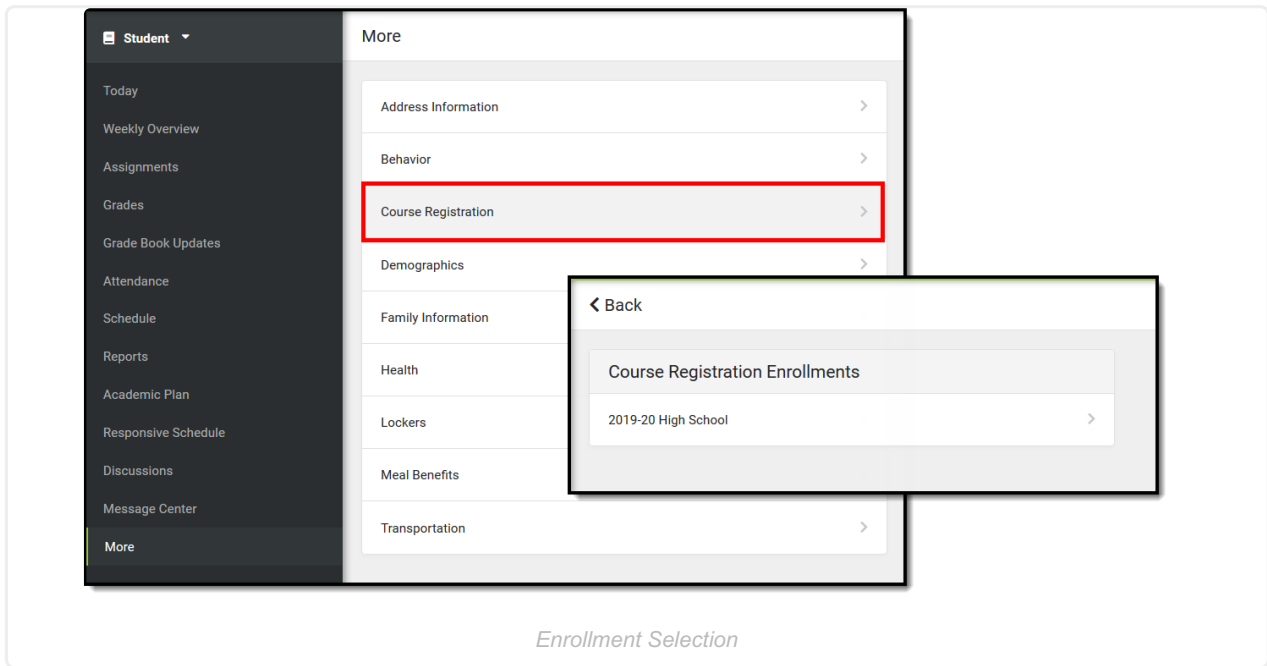 Student
Today
Weekly Overview
Assignments
Grades
Grade Book Updates
Attendance
Schedule
Reports
Academic Plan
Responsive Schedule
Discussions
Message Center
More
More
Address Information
Behavior
Course Registration
Demographics
Family Information
Health
Lockers
Meal Benefits
Transportation
Back
Course Registration Enrollments
2019-20 High School
Enrollment Selection